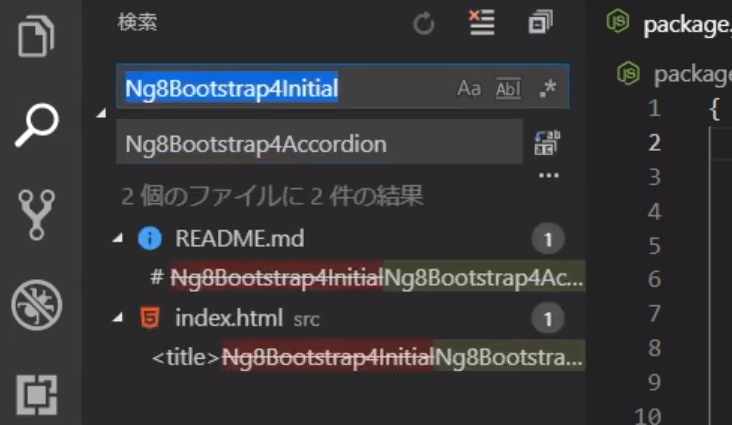 検索
package.
Ng8Bootstrap4Initial
Aa Abl .*
package
Ng8Bootstrap4Accordion
...
2 個のファイルに 2 件の結果
README.md 1
# Ng8Bootstrap4InitialNg8Bootstrap4Ac...
index.html src 1
<title>Ng8Bootstrap4InitialNg8Bootstra...
1 {
2
3
4
5
6
7
8
9
10